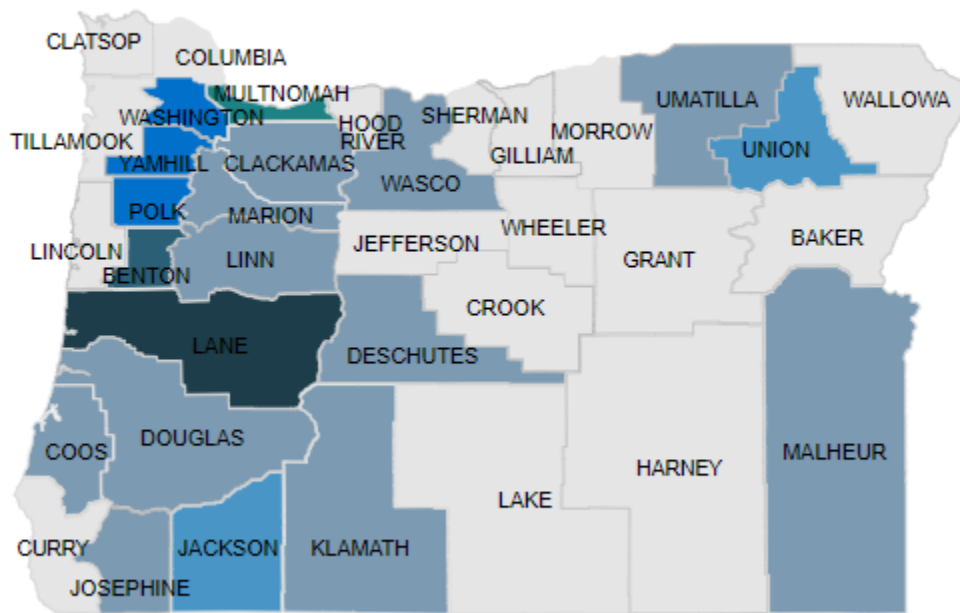 CLATSOP
COLUMBIA
MULTNOMAH
WASHINGTON
TILLAMOOK
YAMHILL
CLACKAMAS
HOOD
RIVER
SHERMAN
GILLIAM
MORROW
UMATILLA
UNION
WALLOWA
WASCO
POLK
MARION
LINCOLN
BENTON
LINN
JEFFERSON
WHEELER
GRANT
BAKER
CROOK
LANE
DESCHUTES
COOS
DOUGLAS
LAKE
HARNEY
MALHEUR
CURRY
JOSEPHINE
JACKSON
KLAMATH